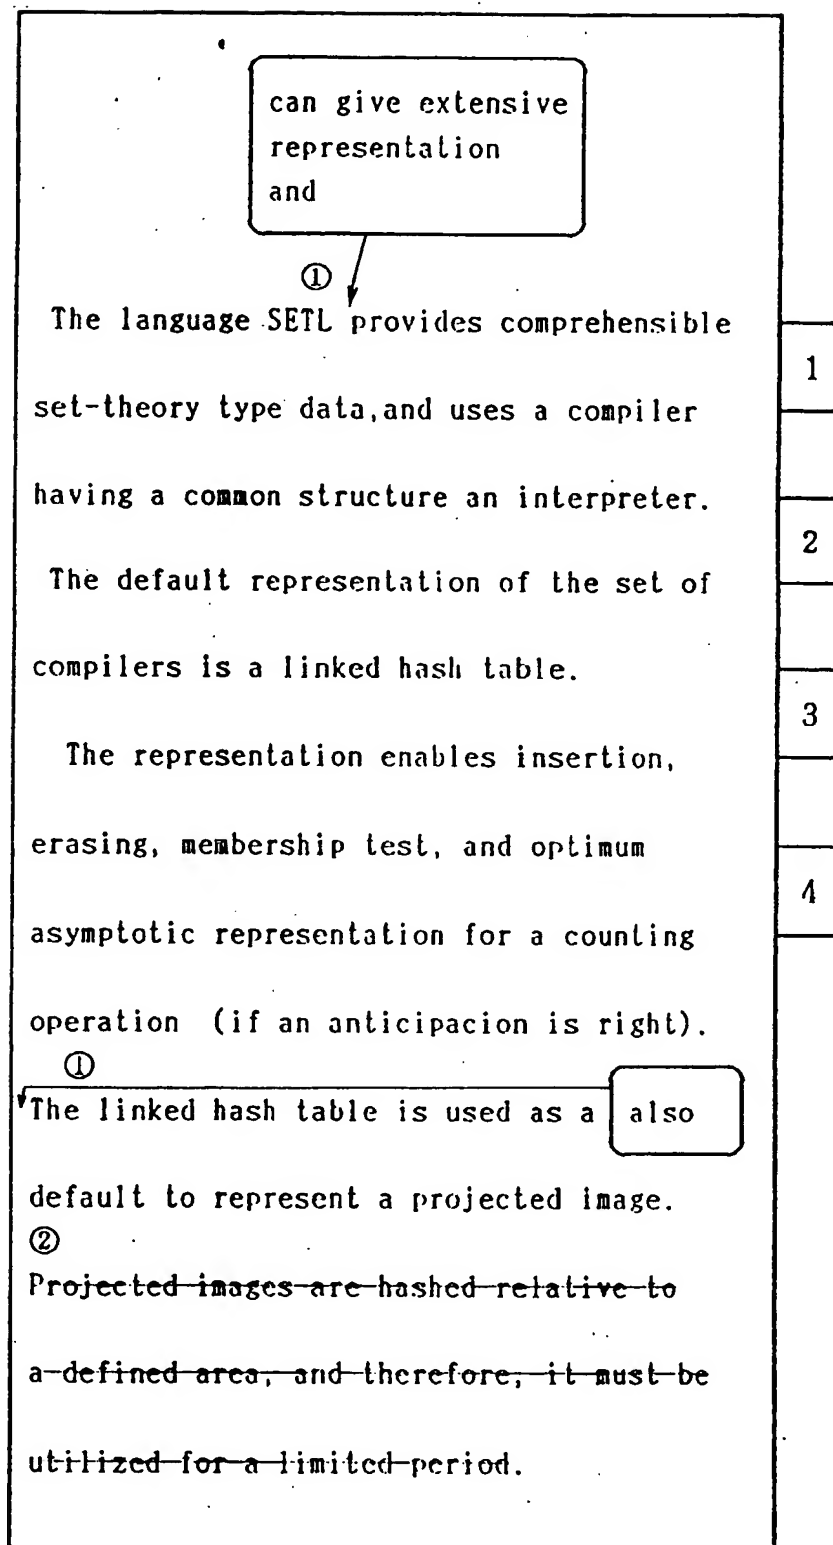 can give extensive
representation
and
①
The language SETL provides comprehensible
1
set-theory type data,and uses a compiler
having a common structure an interpreter.
2
The default representation of the set of
compilers is a linked hash table.
3
The representation enables insertion,
erasing, membership test, and optimum
4
asymptotic representation for a counting
operation (if an anticipacion is right).
①
The linked hash table is used as a also
default to represent a projected image.
②
Projected images are hashed relative to
a defined area, and therefore, it must be
utilized for a limited period.